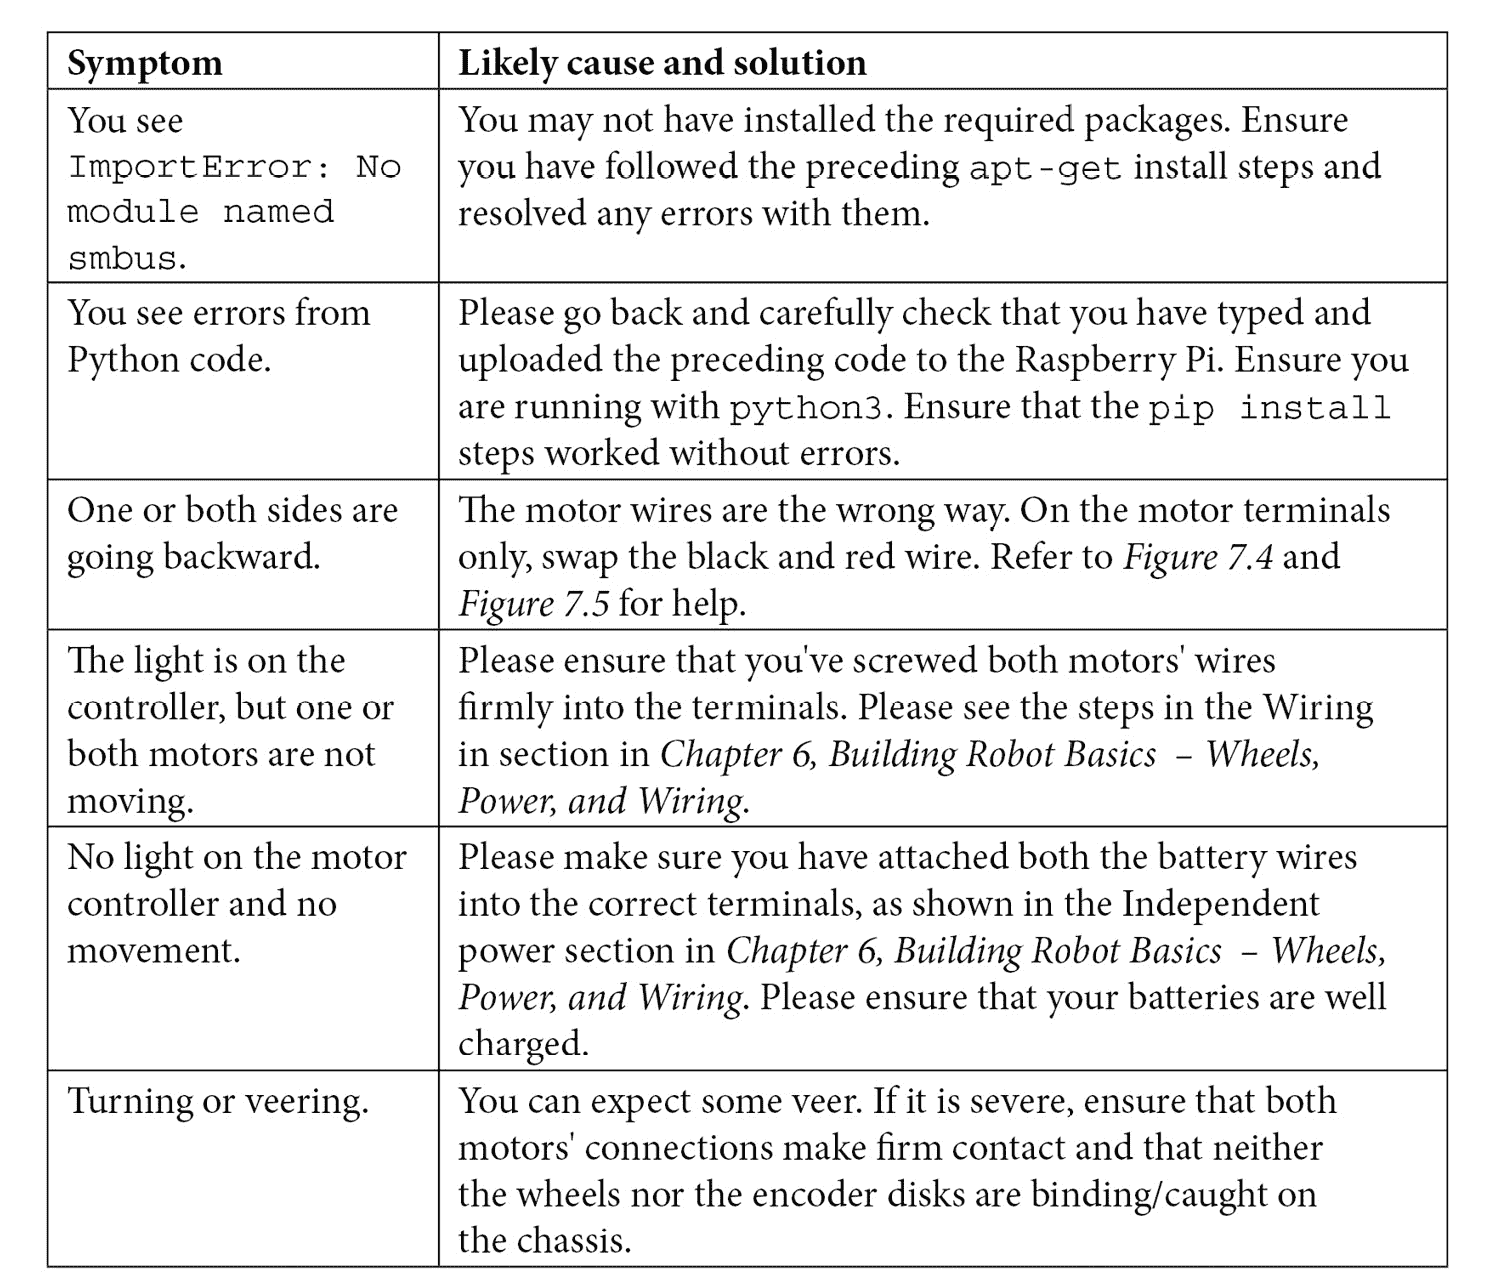 Symptom
Likely cause and solution
You see
ImportError: No
module named
smbus.
You may not have installed the required packages. Ensure
you have followed the preceding apt-get install steps and
resolved any errors with them.
You see errors from
Python code.
Please go back and carefully check that you have typed and
uploaded the preceding code to the Raspberry Pi. Ensure you
are running with python3. Ensure that the pip install
steps worked without errors.
One or both sides are
going backward.
The motor wires are the wrong way. On the motor terminals
only, swap the black and red wire. Refer to Figure 7.4 and
Figure 7.5 for help.
The light is on the
controller, but one or
both motors are not
moving.
Please ensure that you've screwed both motors' wires
firmly into the terminals. Please see the steps in the Wiring
in section in Chapter 6, Building Robot Basics – Wheels,
Power, and Wiring.
No light on the motor
controller and no
movement.
Please make sure you have attached both the battery wires
into the correct terminals, as shown in the Independent
power section in Chapter 6, Building Robot Basics – Wheels,
Power, and Wiring. Please ensure that your batteries are well
charged.
Turning or veering.
You can expect some veer. If it is severe, ensure that both
motors' connections make firm contact and that neither
the wheels nor the encoder disks are binding/caught on
the chassis.